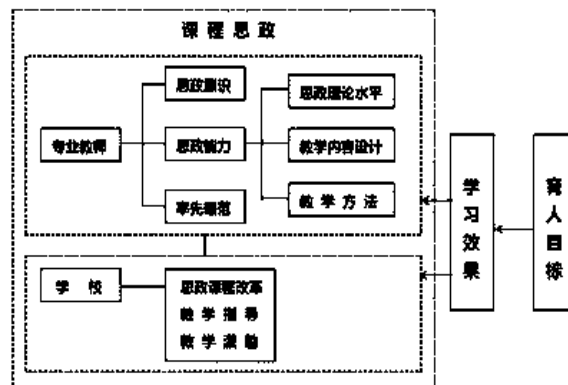 课程思政
思政意识
思政理论水平
专业教师
思政能力
教学内容设计
率先垂范
教学方法
学习效果
育人目标
学校
思政课程改革
教学指导
教学激励